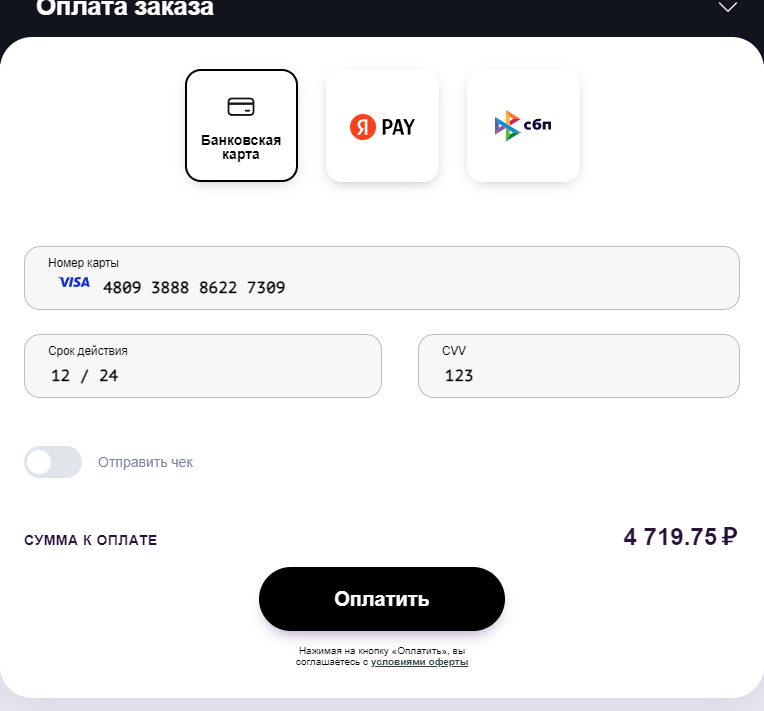 Оплата заказа
Банковская
карта
Я PAY
сбп
Номер карты
VISA 4809 3888 8622 7309
Срок действия
12 / 24
CVV
123
Отправить чек
СУММА К ОПЛАТЕ
4 719.75 ₽
Оплатить
Нажимая на кнопку «Оплатить», вы
соглашаетесь с условиями оферты